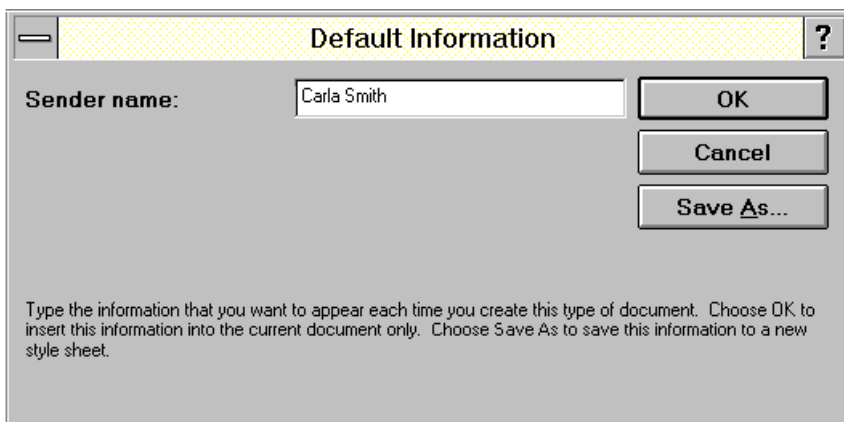 Default Information
?
Sender name:
Carla Smith
OK
Cancel
Save As...
Type the information that you want to appear each time you create this type of document.  Choose OK to
insert this information into the current document only.  Choose Save As to save this information to a new
style sheet.